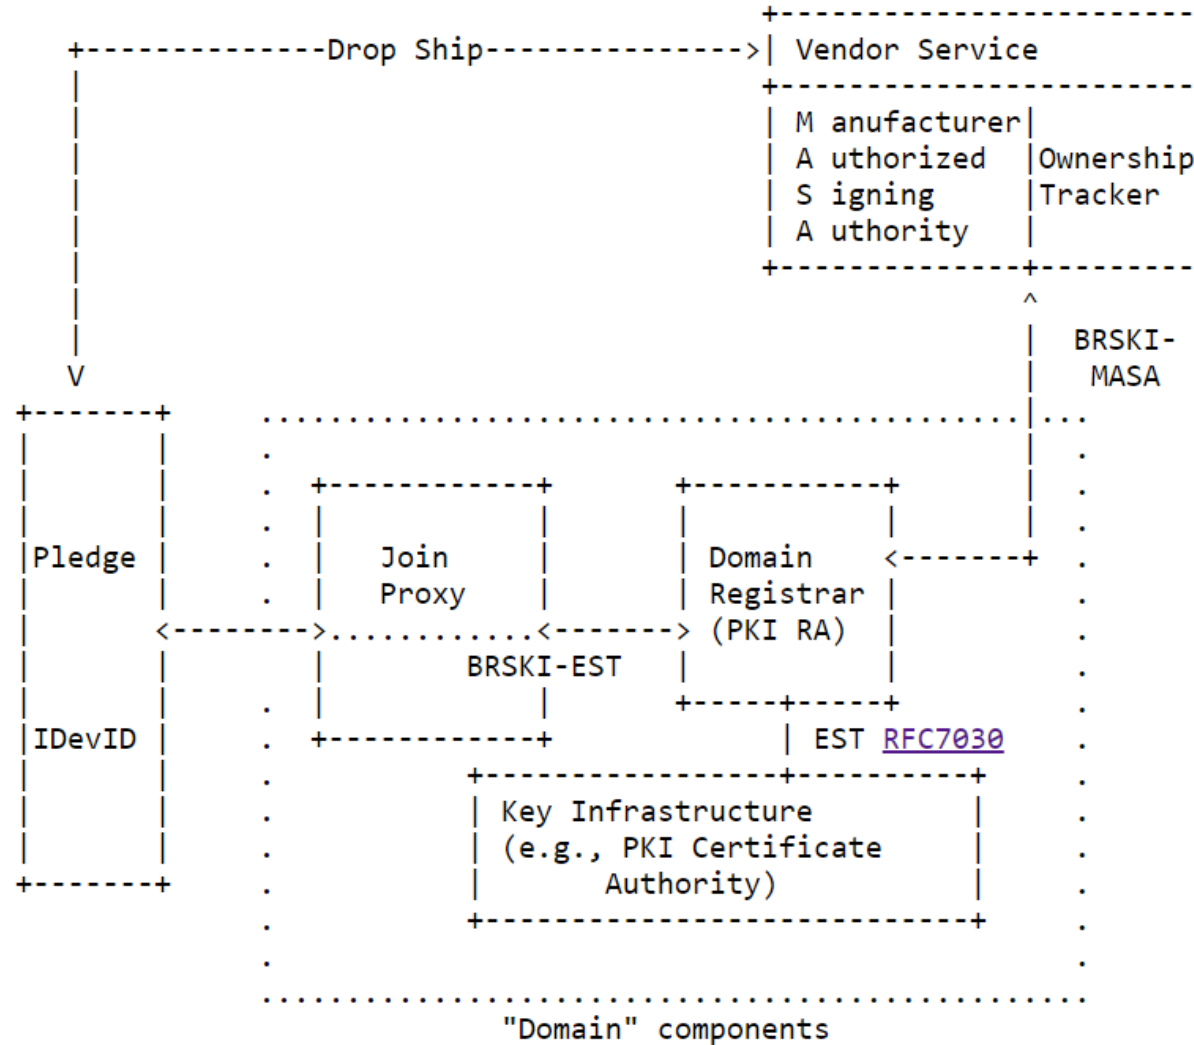 Drop Ship
Vendor Service
M anufacturer
A uthorized
S igning
A uthority
Ownership
Tracker
BRSKI-
MASA
Pledge
IDevID
Join
Proxy
Domain
Registrar
(PKI RA)
BRSKI-EST
EST RFC7030
Key Infrastructure
(e.g., PKI Certificate
Authority)
"Domain" components